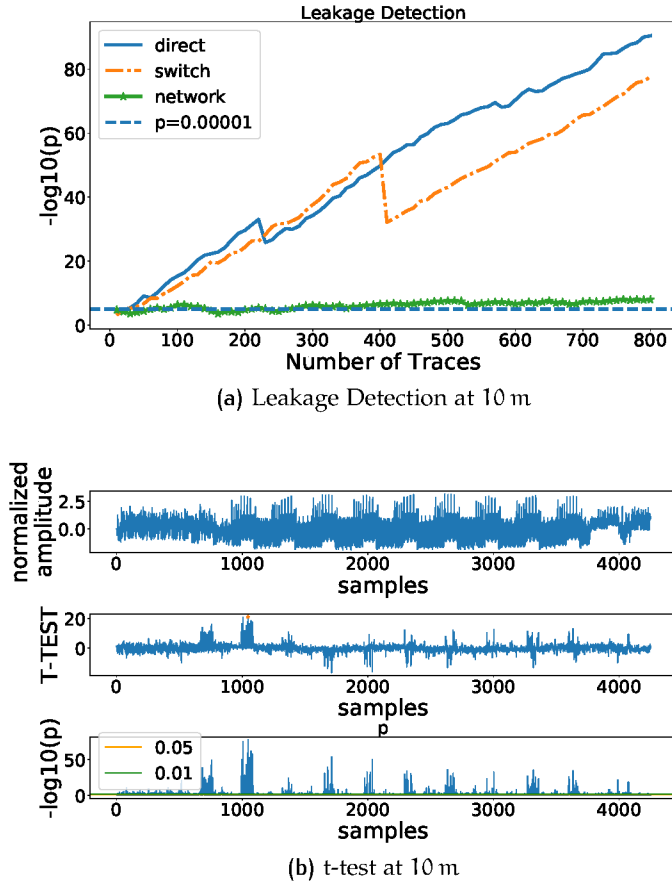 Leakage Detection
direct
switch
network
p=0.00001
-log10(p)
80
60
40
20
0
0 100 200 300 400 500 600 700 800
Number of Traces
(a) Leakage Detection at 10 m
normalized
amplitude
2.5
0.0
0 1000 2000 3000 4000
samples
T-TEST
20
0
0 1000 2000 3000 4000
samples
p
-log10(p)
50
0
0.05
0.01
0 1000 2000 3000 4000
samples
(b) t-test at 10 m